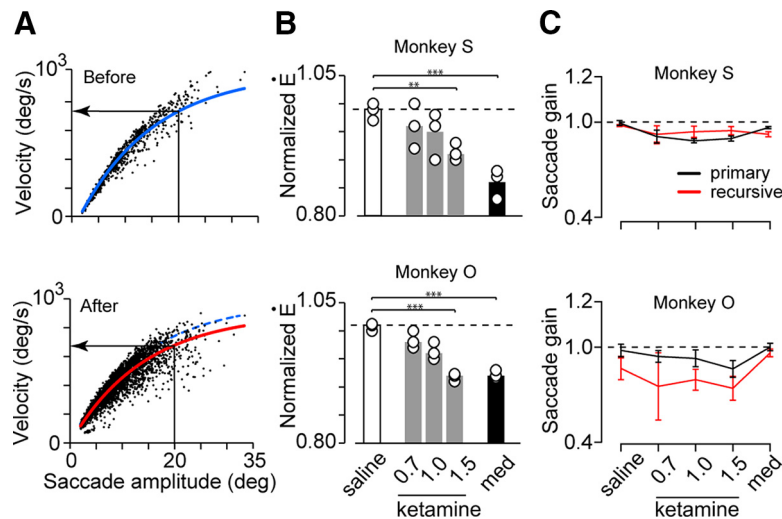 A
B
C
Before
10³
0
Velocity (deg/s)
Monkey S
***
**
1.05
0.80
Normalized Ė
Monkey S
1.2
1.0
0.4
Saccade gain
primary
recursive
After
10³
0
Velocity (deg/s)
0
20
35
Saccade amplitude (deg)
Monkey O
***
***
1.05
0.80
Normalized Ė
saline
0.7
1.0
1.5
med
ketamine
Monkey O
1.2
1.0
0.4
Saccade gain
saline
0.7
1.0
1.5
med
ketamine